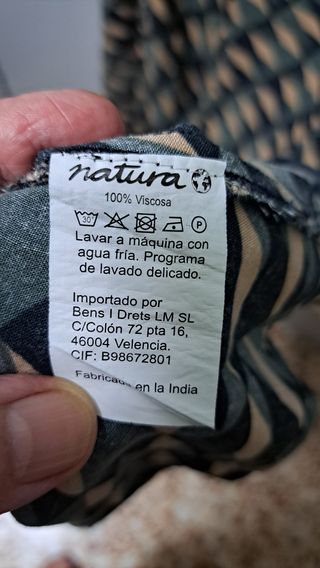 natura
100% Viscosa
30 P
Lavar a máquina con
agua fría. Programa
de lavado delicado.
Importado por
Bens I Drets LM SL
C/Colón 72 pta 16,
46004 Velencia.
CIF: B98672801
Fabricado en la India